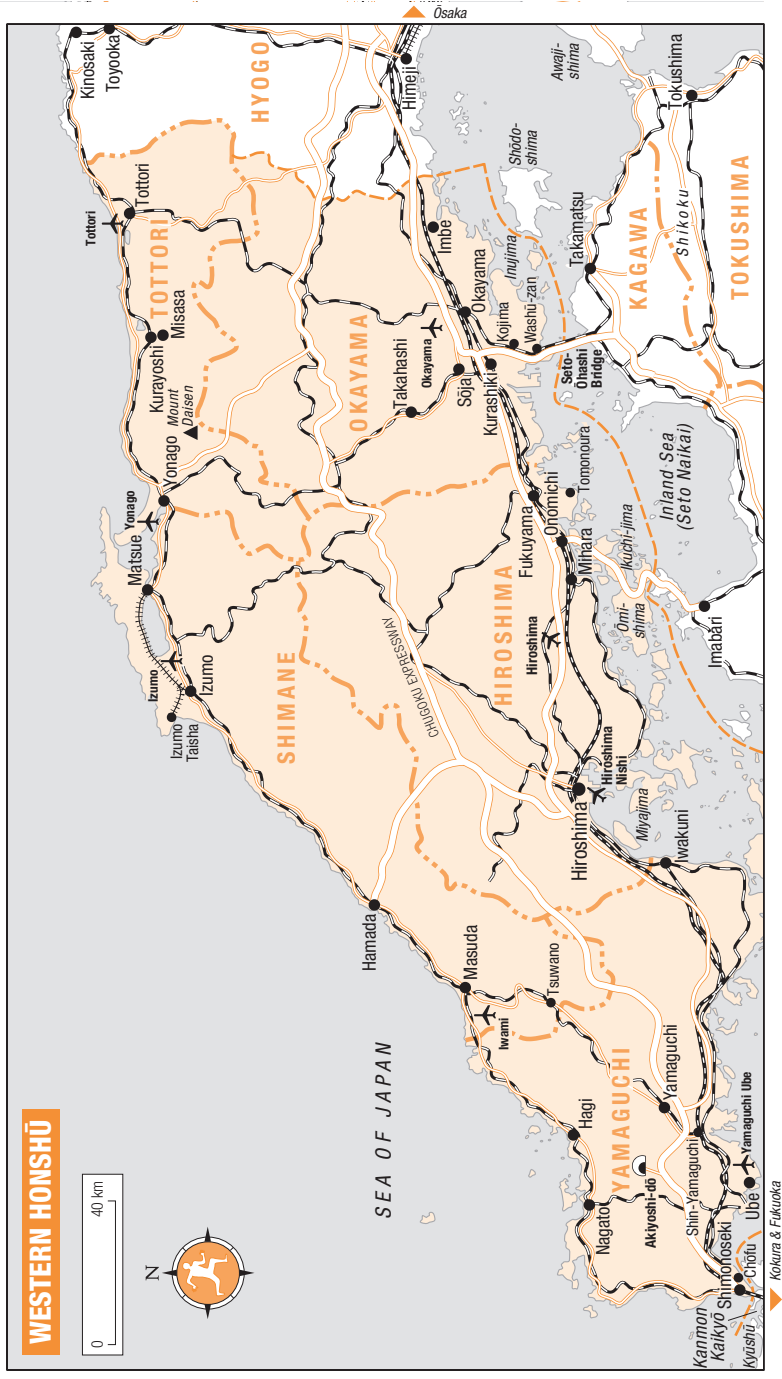 WESTERN HONSHŪ
0
40 km
N
SEA OF JAPAN
Ōsaka
Kinosaki
Toyooka
HYOGO
Himeji
Awaji-
shima
Tokushima
Shōdo-
shima
Tottori
Tottori
TOTTORI
Imbe
Inujima
Takamatsu
KAGAWA
Shikoku
TOKUSHIMA
Misasa
Kurayoshi
Mount
Daisen
Okayama
Kojima
Washū-zan
OKAYAMA
Okayama
Takahashi
Sōja
Kurashiki
Seto-
Ōhashi
Bridge
Yonago
Yonago
Matsue
Fukuyama
Onomichi
Tomonoura
Mihara
Ikuchi-jima
Inland Sea
(Seto Naikai)
Ōmi-
shima
Imabari
Izumo
Izumo
Izumo
Taisha
SHIMANE
CHUGOKU EXPRESSWAY
HIROSHIMA
Hiroshima
Hiroshima
Nishi
Hiroshima
Miyajima
Iwakuni
Hamada
Masuda
Iwami
Tsuwano
Hagi
YAMAGUCHI
Yamaguchi
Nagato
Akiyoshi-dō
Shin-Yamaguchi
Yamaguchi Ube
Ube
Chōfu
Shimonoseki
Kanmon
Kaikyō
Kyūshū
Kokura & Fukuoka